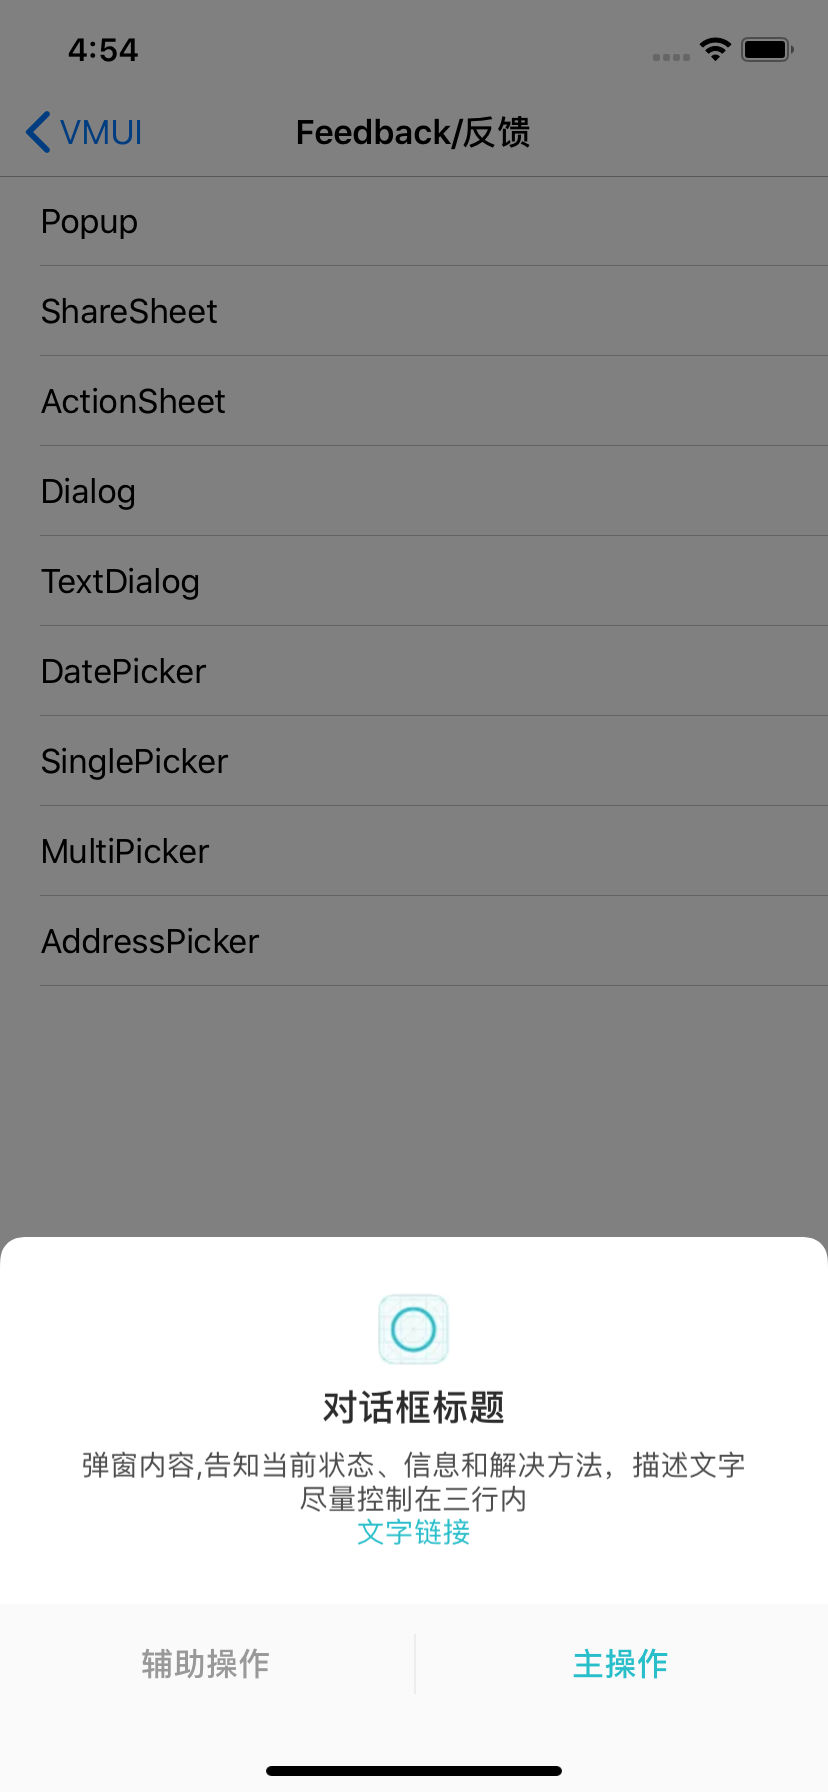 4:54
VMUI
Feedback/反馈
Popup
ShareSheet
ActionSheet
Dialog
TextDialog
DatePicker
SinglePicker
MultiPicker
AddressPicker
对话框标题
弹窗内容,告知当前状态、信息和解决方法，描述文字
尽量控制在三行内
文字链接
辅助操作
主操作